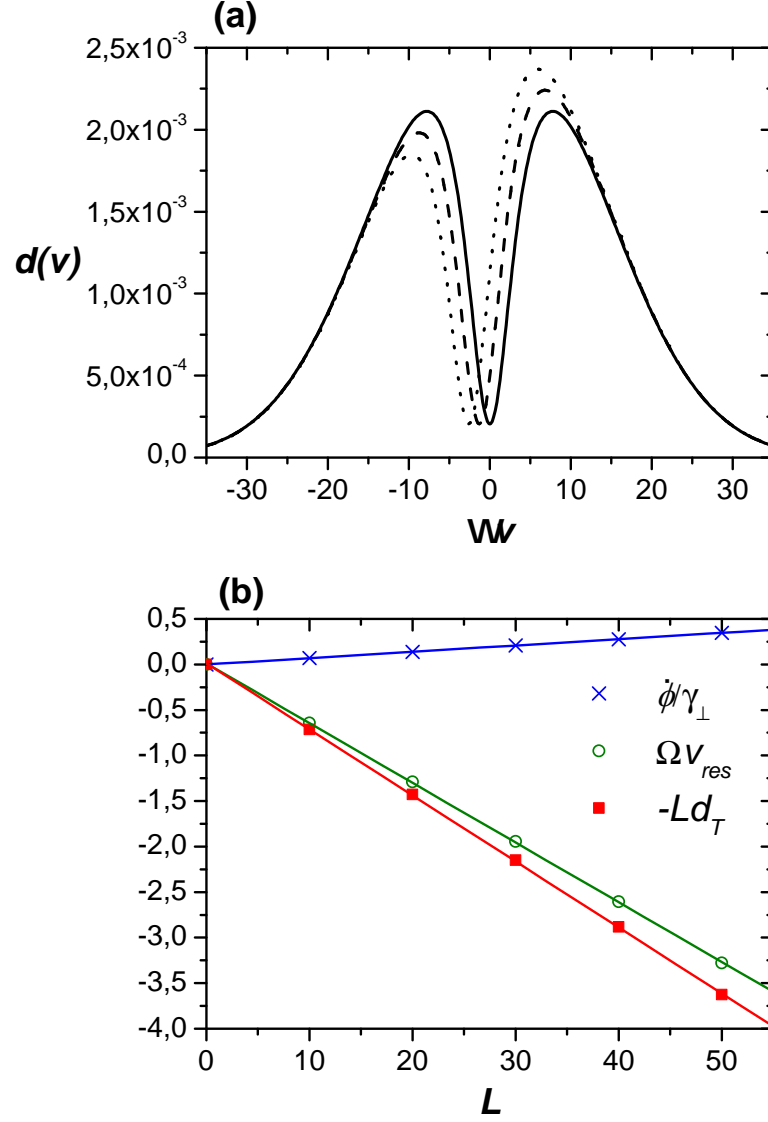 (a)
2,5x10⁻³
2,0x10⁻³
1,5x10⁻³
1,0x10⁻³
5,0x10⁻⁴
0,0
d(v)
-30 -20 -10 0 10 20 30
Wv
(b)
0,5
0,0
-0,5
-1,0
-1,5
-2,0
-2,5
-3,0
-3,5
-4,0
ϕ̇/γ⊥
Ωv_res
-Ld_T
0 10 20 30 40 50
L